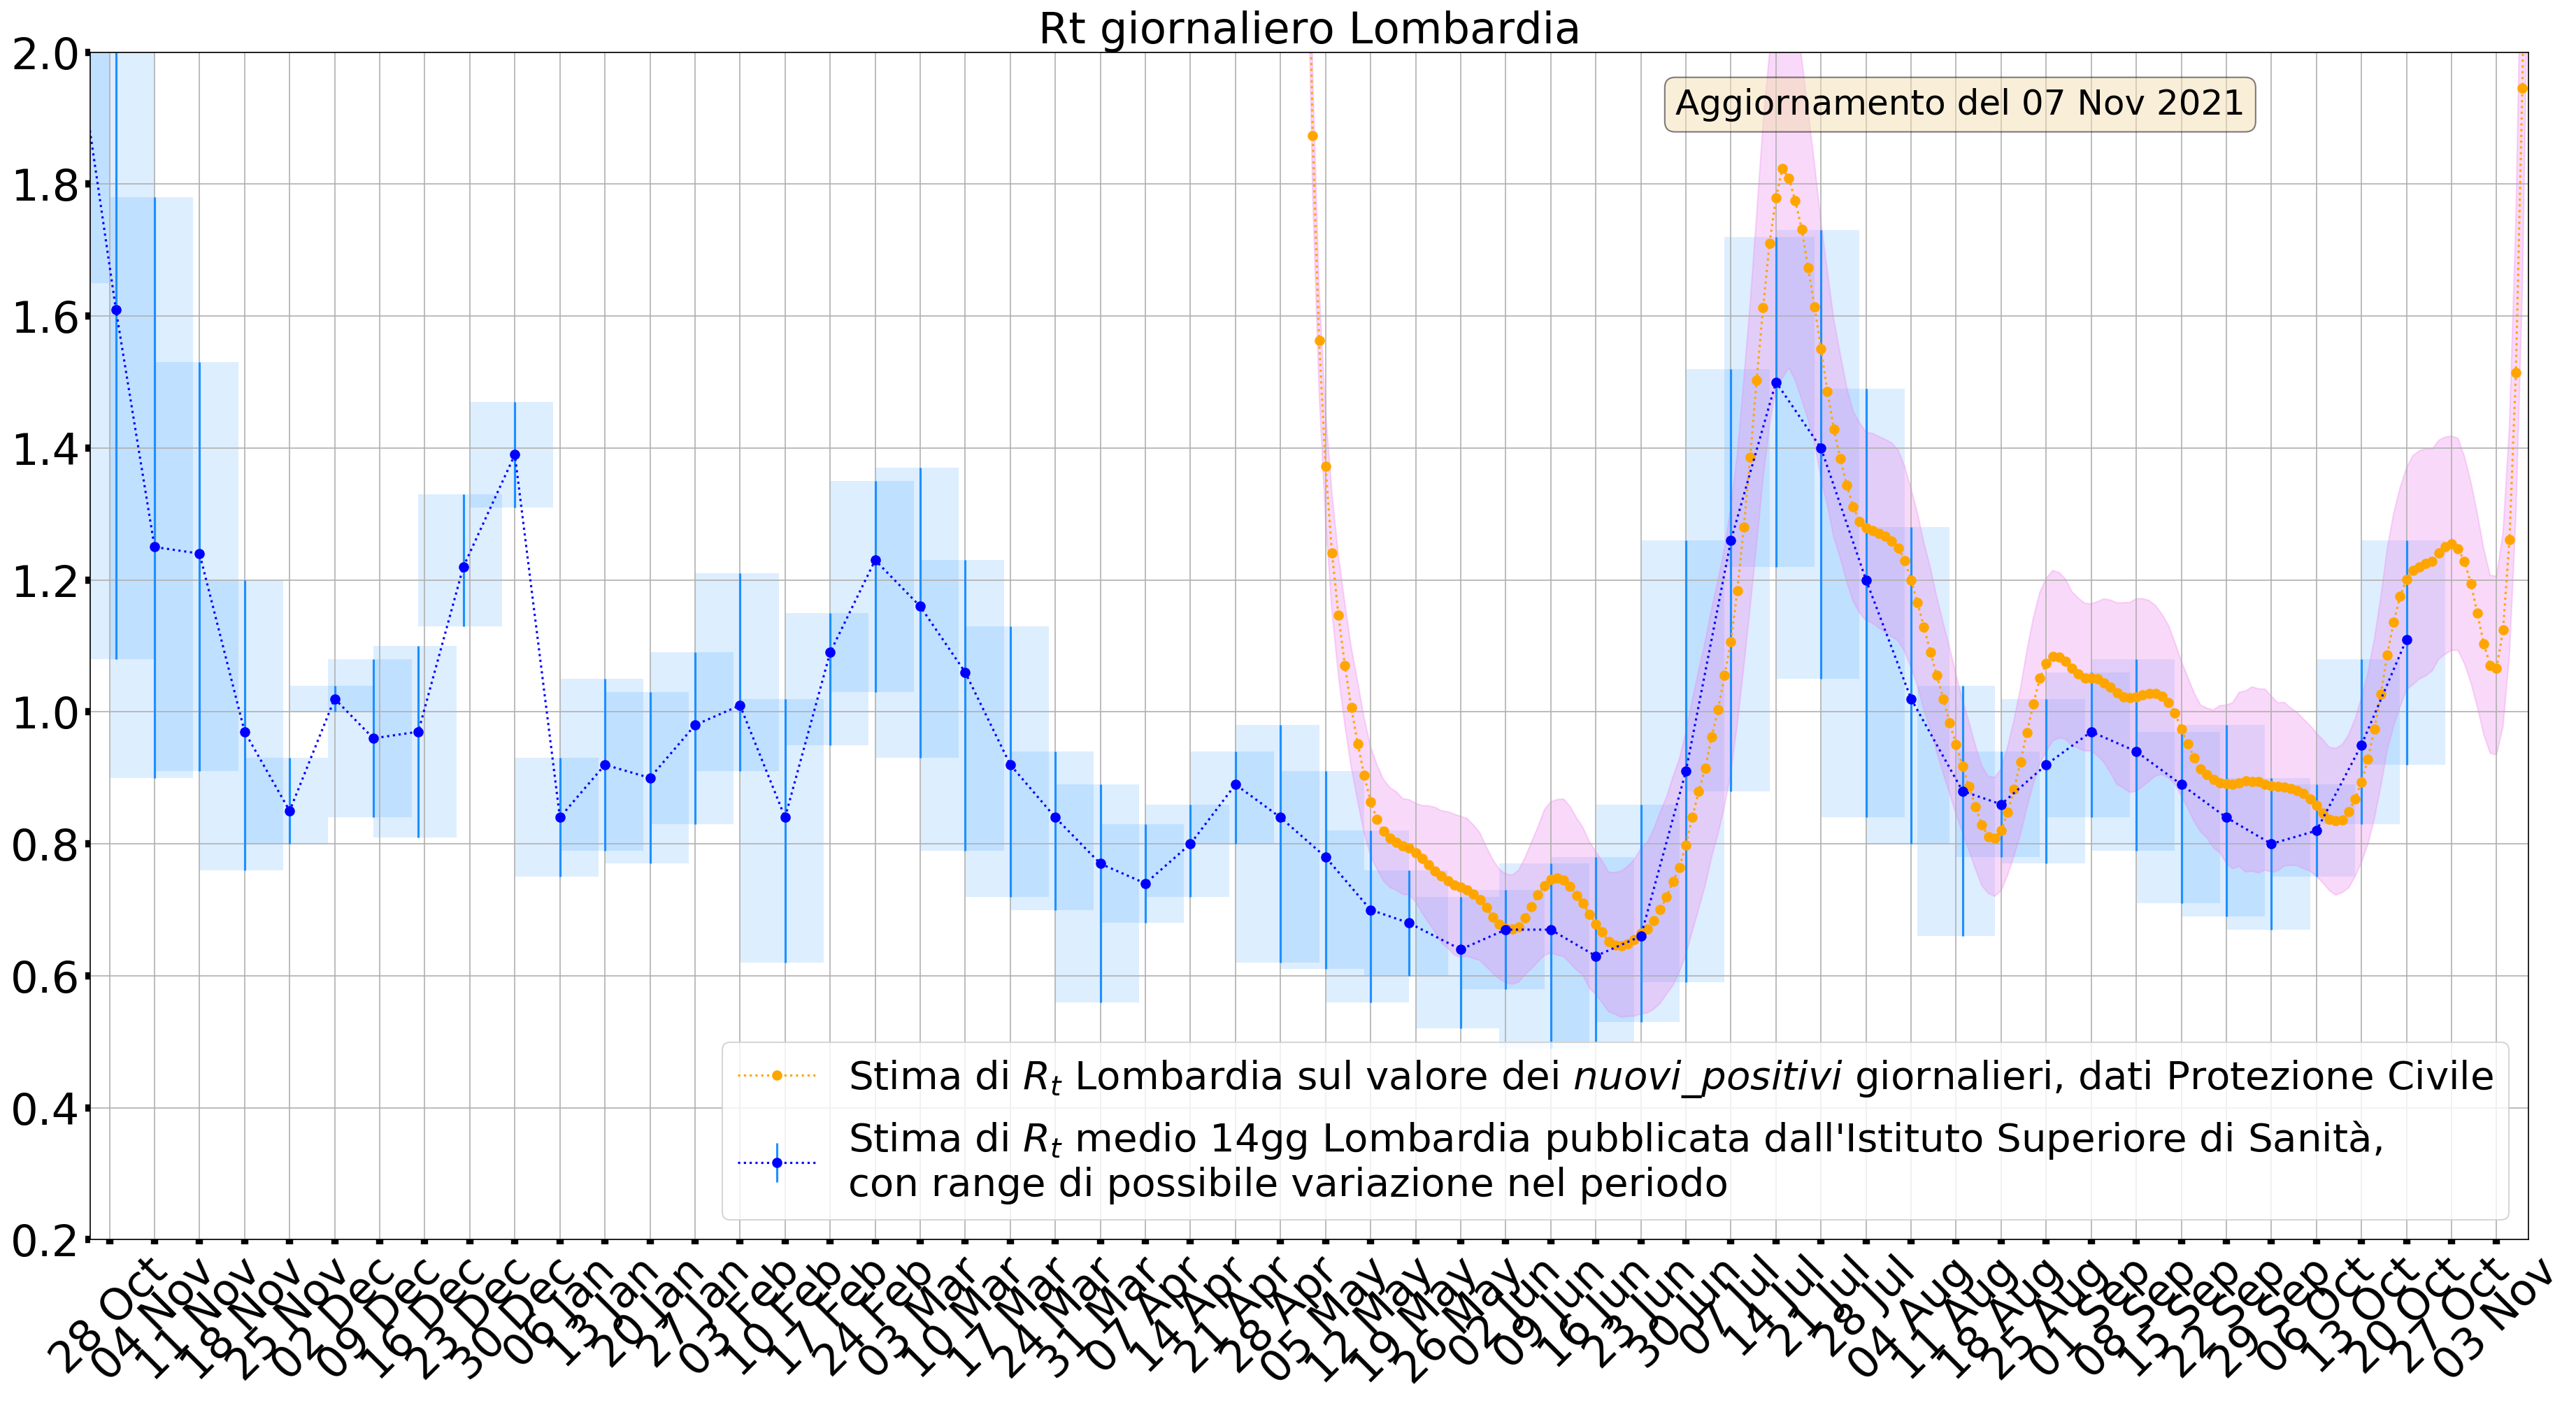 Rt giornaliero Lombardia
Aggiornamento del 07 Nov 2021
2.0
1.8
1.6
1.4
1.2
1.0
0.8
0.6
0.4
0.2
Stima di Rt Lombardia sul valore dei nuovi_positivi giornalieri, dati Protezione Civile
Stima di Rt medio 14gg Lombardia pubblicata dall'Istituto Superiore di Sanità,
con range di possibile variazione nel periodo
28 Oct
04 Nov
11 Nov
18 Nov
25 Nov
02 Dec
09 Dec
16 Dec
23 Dec
30 Dec
06 Jan
13 Jan
20 Jan
27 Jan
03 Feb
10 Feb
17 Feb
24 Feb
03 Mar
10 Mar
17 Mar
24 Mar
31 Mar
07 Apr
14 Apr
21 Apr
28 Apr
05 May
12 May
19 May
26 May
02 Jun
09 Jun
16 Jun
23 Jun
30 Jun
07 Jul
14 Jul
21 Jul
28 Jul
04 Aug
11 Aug
18 Aug
25 Aug
01 Sep
08 Sep
15 Sep
22 Sep
29 Sep
06 Oct
13 Oct
20 Oct
27 Oct
03 Nov